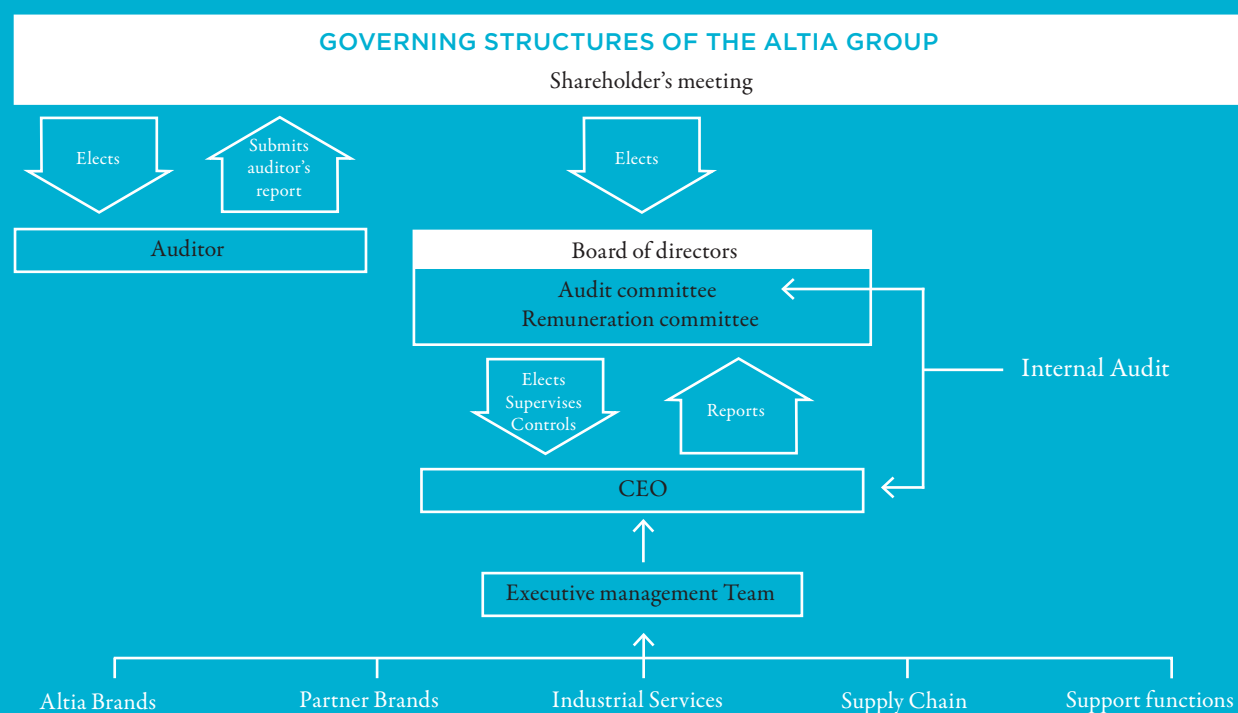 GOVERNING STRUCTURES OF THE ALTIA GROUP
Shareholder’s meeting
Elects
Submits
auditor’s
report
Elects
Auditor
Board of directors
Audit committee
Remuneration committee
Internal Audit
Elects
Supervises
Controls
Reports
CEO
Executive management Team
Altia Brands
Partner Brands
Industrial Services
Supply Chain
Support functions